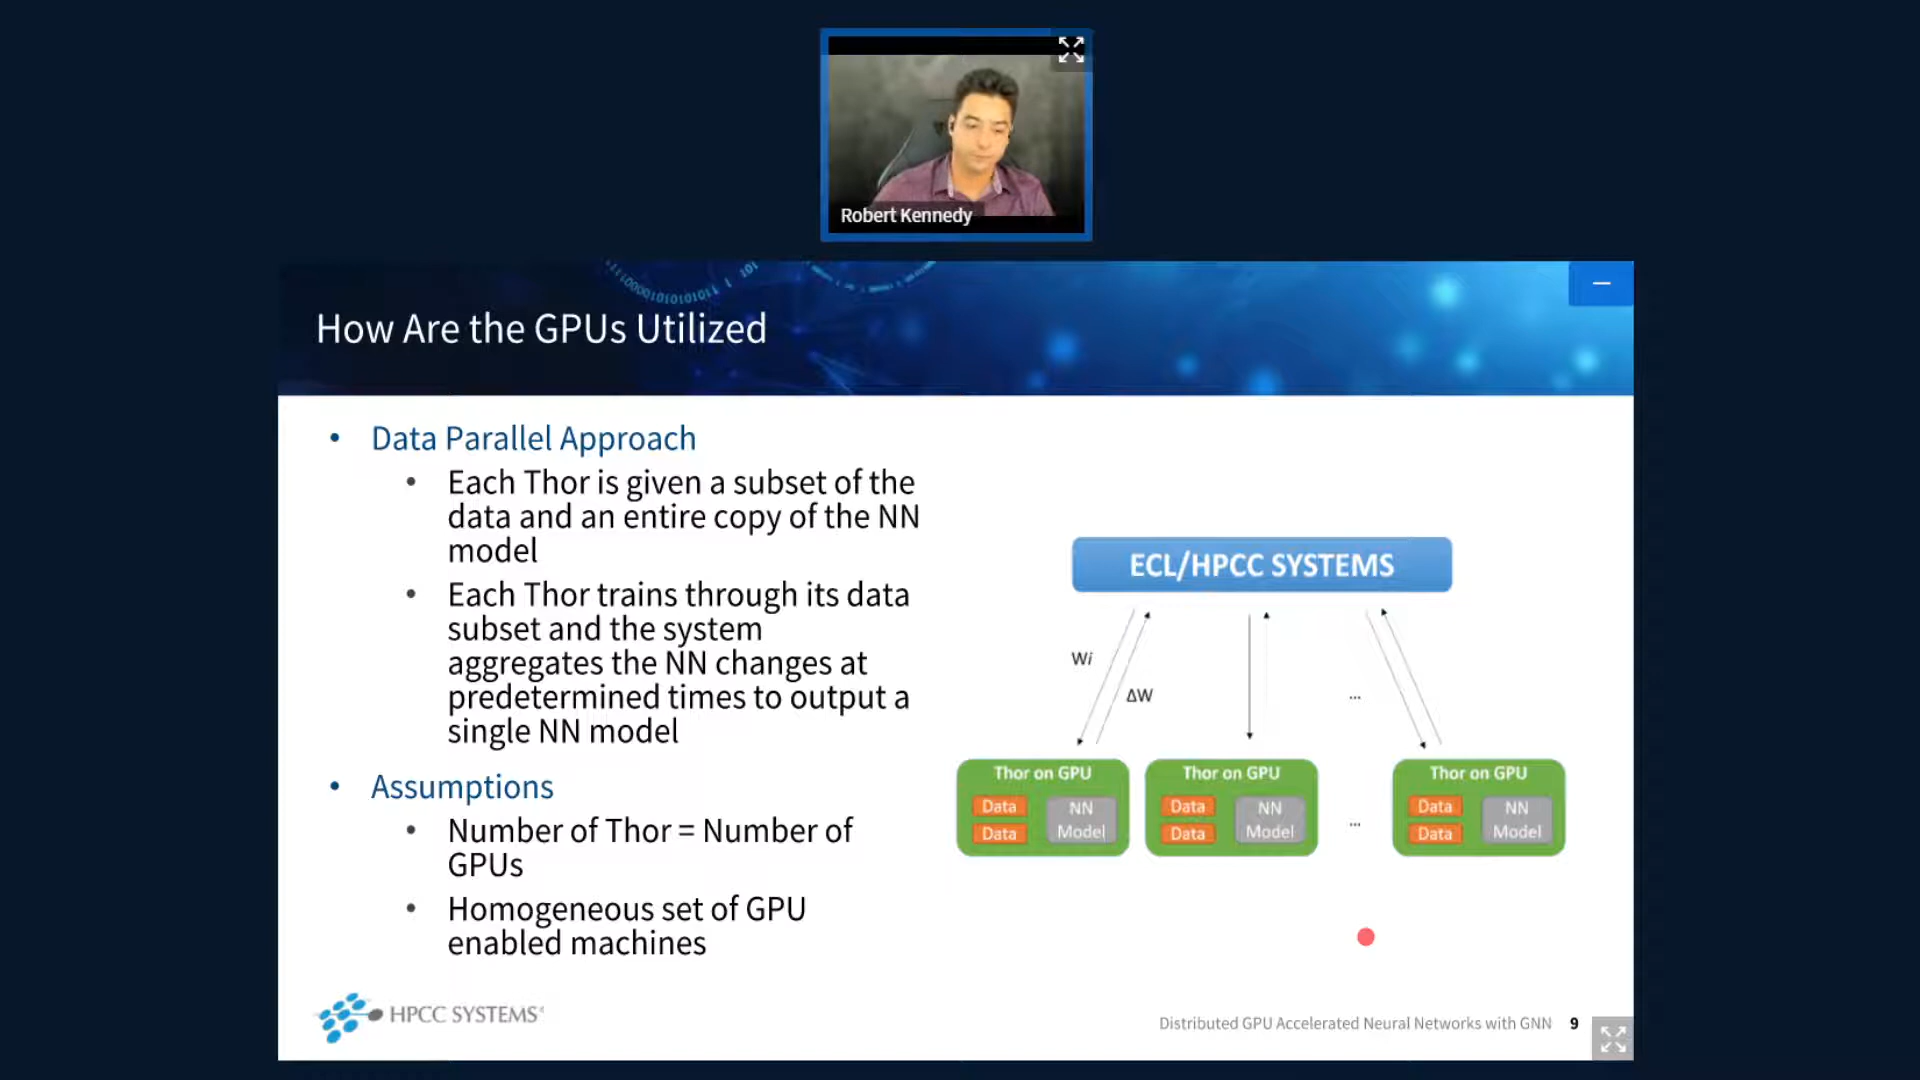 Robert Kennedy
How Are the GPUs Utilized
• Data Parallel Approach
• Each Thor is given a subset of the
data and an entire copy of the NN
model
• Each Thor trains through its data
subset and the system
aggregates the NN changes at
predetermined times to output a
single NN model
• Assumptions
• Number of Thor = Number of
GPUs
• Homogeneous set of GPU
enabled machines
ECL/HPCC SYSTEMS
Wi
ΔW
...
Thor on GPU
Data
Data
NN
Model
Thor on GPU
Data
Data
NN
Model
...
Thor on GPU
Data
Data
NN
Model
HPCC SYSTEMS
Distributed GPU Accelerated Neural Networks with GNN 9